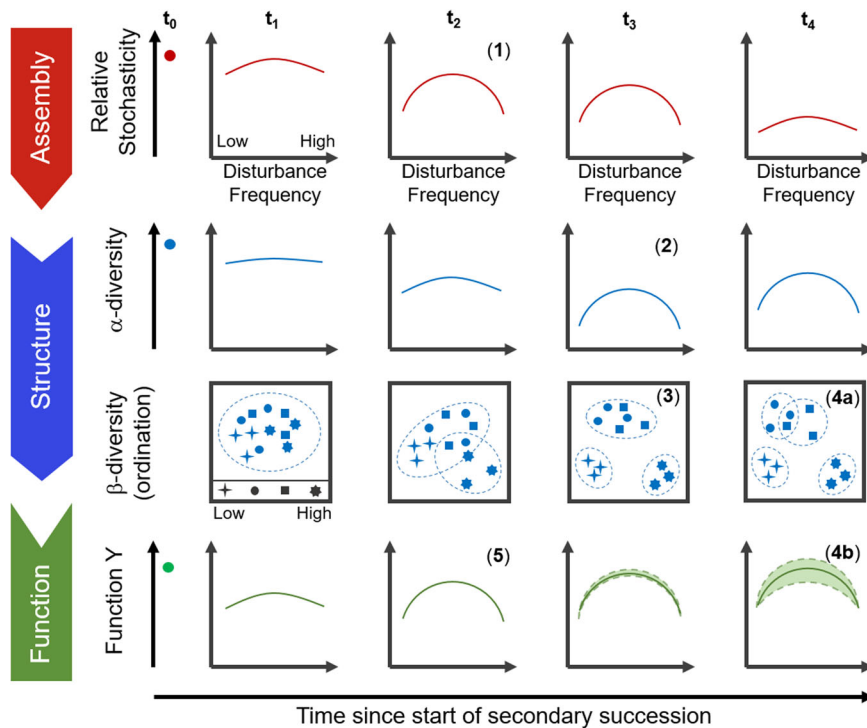 t0 t1 t2 t3 t4
Assembly
Relative
Stochasticity
(1)
Low High
Disturbance
Frequency
Disturbance
Frequency
Disturbance
Frequency
Disturbance
Frequency
Structure
α-diversity
(2)
β-diversity
(ordination)
(3)
(4a)
Low High
Function
Function Y
(5)
(4b)
Time since start of secondary succession